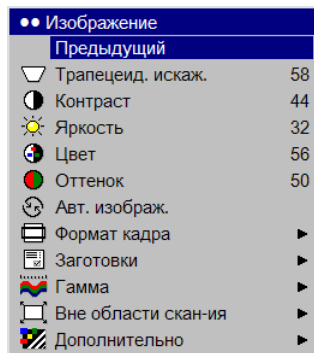 Изображение
Предыдущий
Трапецеид. искаж. 58
Контраст 44
Яркость 32
Цвет 56
Оттенок 50
Авт. изображ.
Формат кадра
Заготовки
Гамма
Вне области скан-ия
Дополнительно